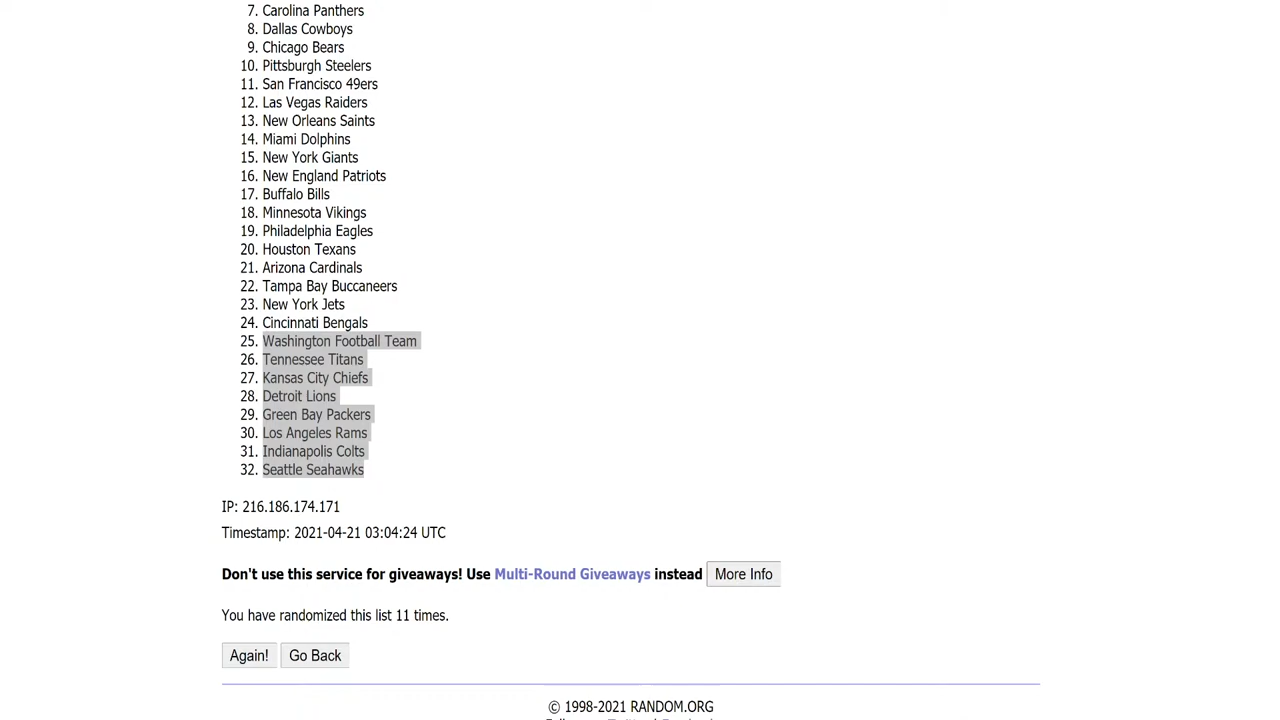 7. Carolina Panthers
8. Dallas Cowboys
9. Chicago Bears
10. Pittsburgh Steelers
11. San Francisco 49ers
12. Las Vegas Raiders
13. New Orleans Saints
14. Miami Dolphins
15. New York Giants
16. New England Patriots
17. Buffalo Bills
18. Minnesota Vikings
19. Philadelphia Eagles
20. Houston Texans
21. Arizona Cardinals
22. Tampa Bay Buccaneers
23. New York Jets
24. Cincinnati Bengals
25. Washington Football Team
26. Tennessee Titans
27. Kansas City Chiefs
28. Detroit Lions
29. Green Bay Packers
30. Los Angeles Rams
31. Indianapolis Colts
32. Seattle Seahawks
IP: 216.186.174.171
Timestamp: 2021-04-21 03:04:24 UTC
Don't use this service for giveaways! Use Multi-Round Giveaways instead More Info
You have randomized this list 11 times.
Again! Go Back
© 1998-2021 RANDOM.ORG